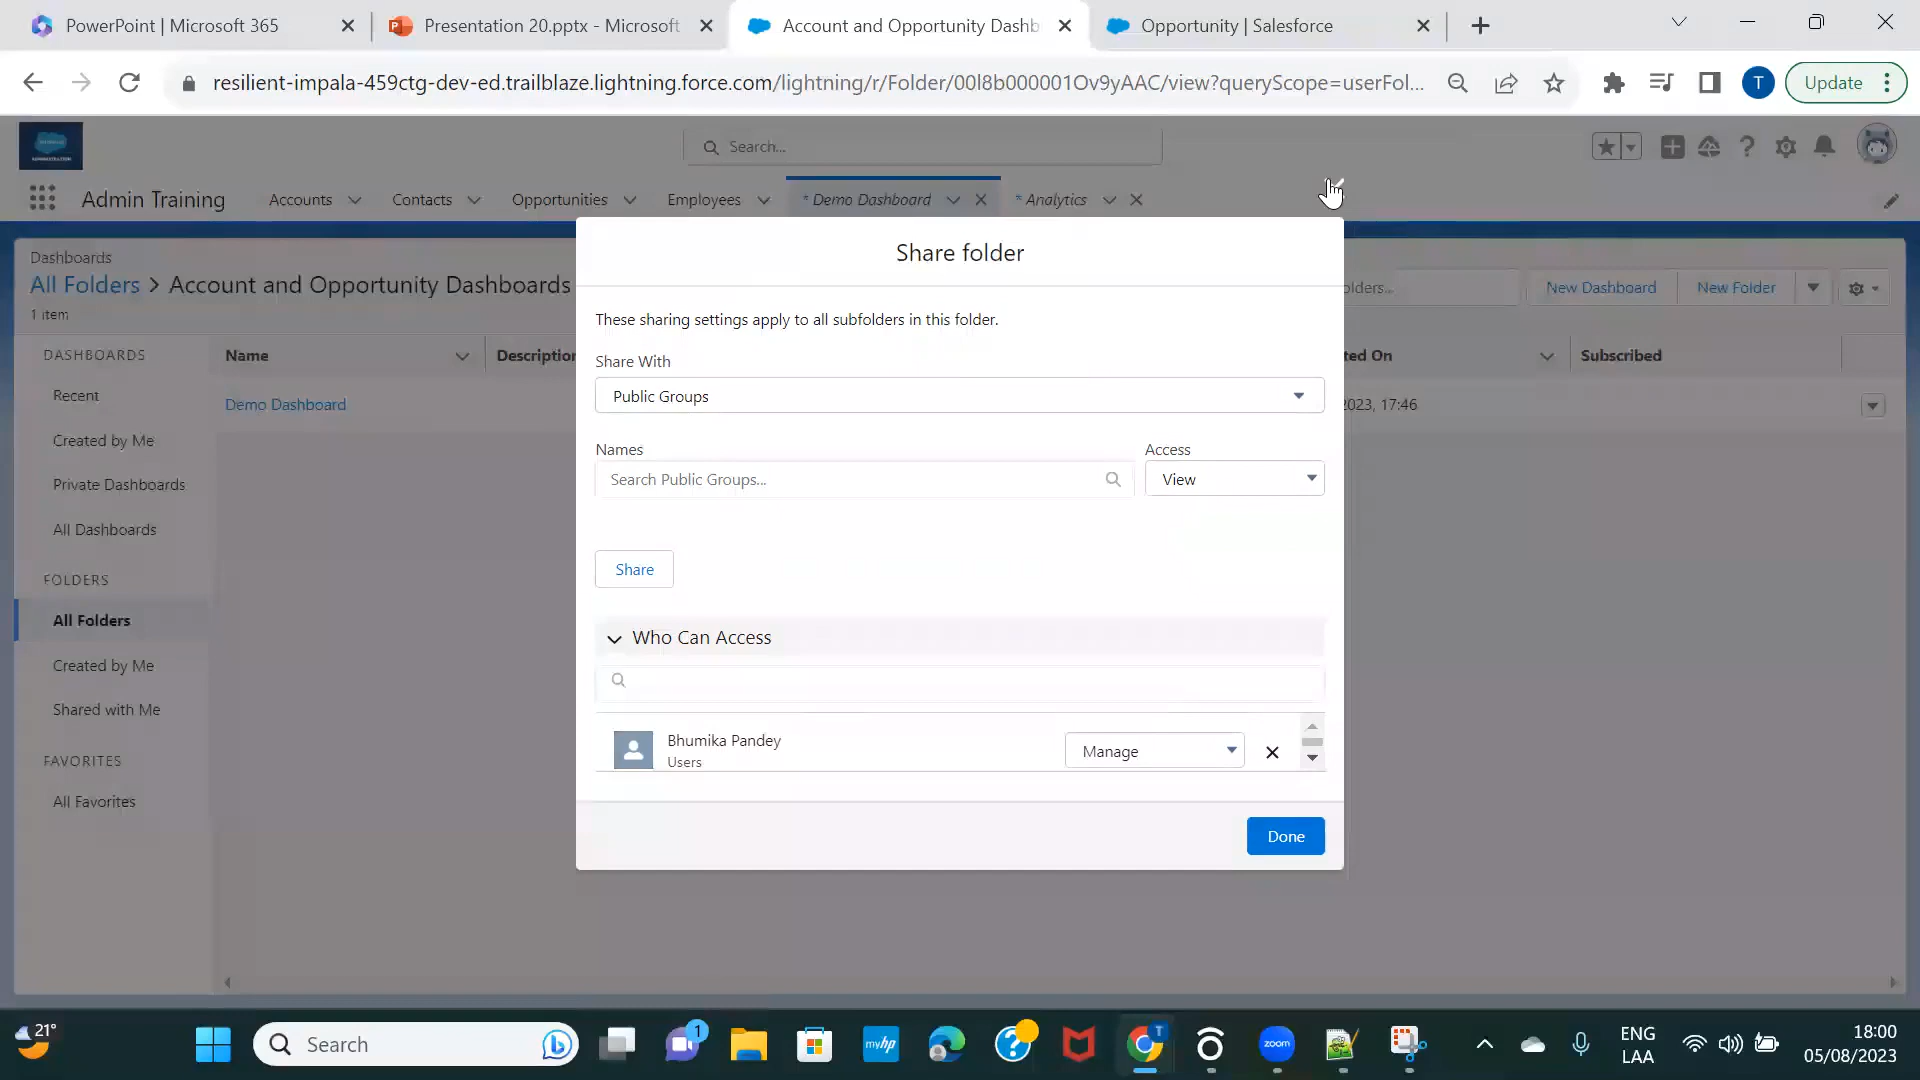 PowerPoint | Microsoft 365
Presentation 20.pptx - Microsoft
Account and Opportunity Dashb
Opportunity | Salesforce
resilient-impala-459ctg-dev-ed.trailblaze.lightning.force.com/lightning/r/Folder/00l8b000001Ov9yAAC/view?queryScope=userFol...
T
Update
Search...
Admin Training
Accounts
Contacts
Opportunities
Employees
* Demo Dashboard
* Analytics
Dashboards
All Folders > Account and Opportunity Dashboards
1 item
olders...
New Dashboard
New Folder
DASHBOARDS
Recent
Created by Me
Private Dashboards
All Dashboards
FOLDERS
All Folders
Created by Me
Shared with Me
FAVORITES
All Favorites
Name
Description
ted On
Subscribed
Demo Dashboard
2023, 17:46
Share folder
These sharing settings apply to all subfolders in this folder.
Share With
Public Groups
Names
Access
Search Public Groups...
View
Share
Who Can Access
Bhumika Pandey
Users
Manage
Done
21°
Search
1
myhp
T
zoom
ENG
LAA
18:00
05/08/2023